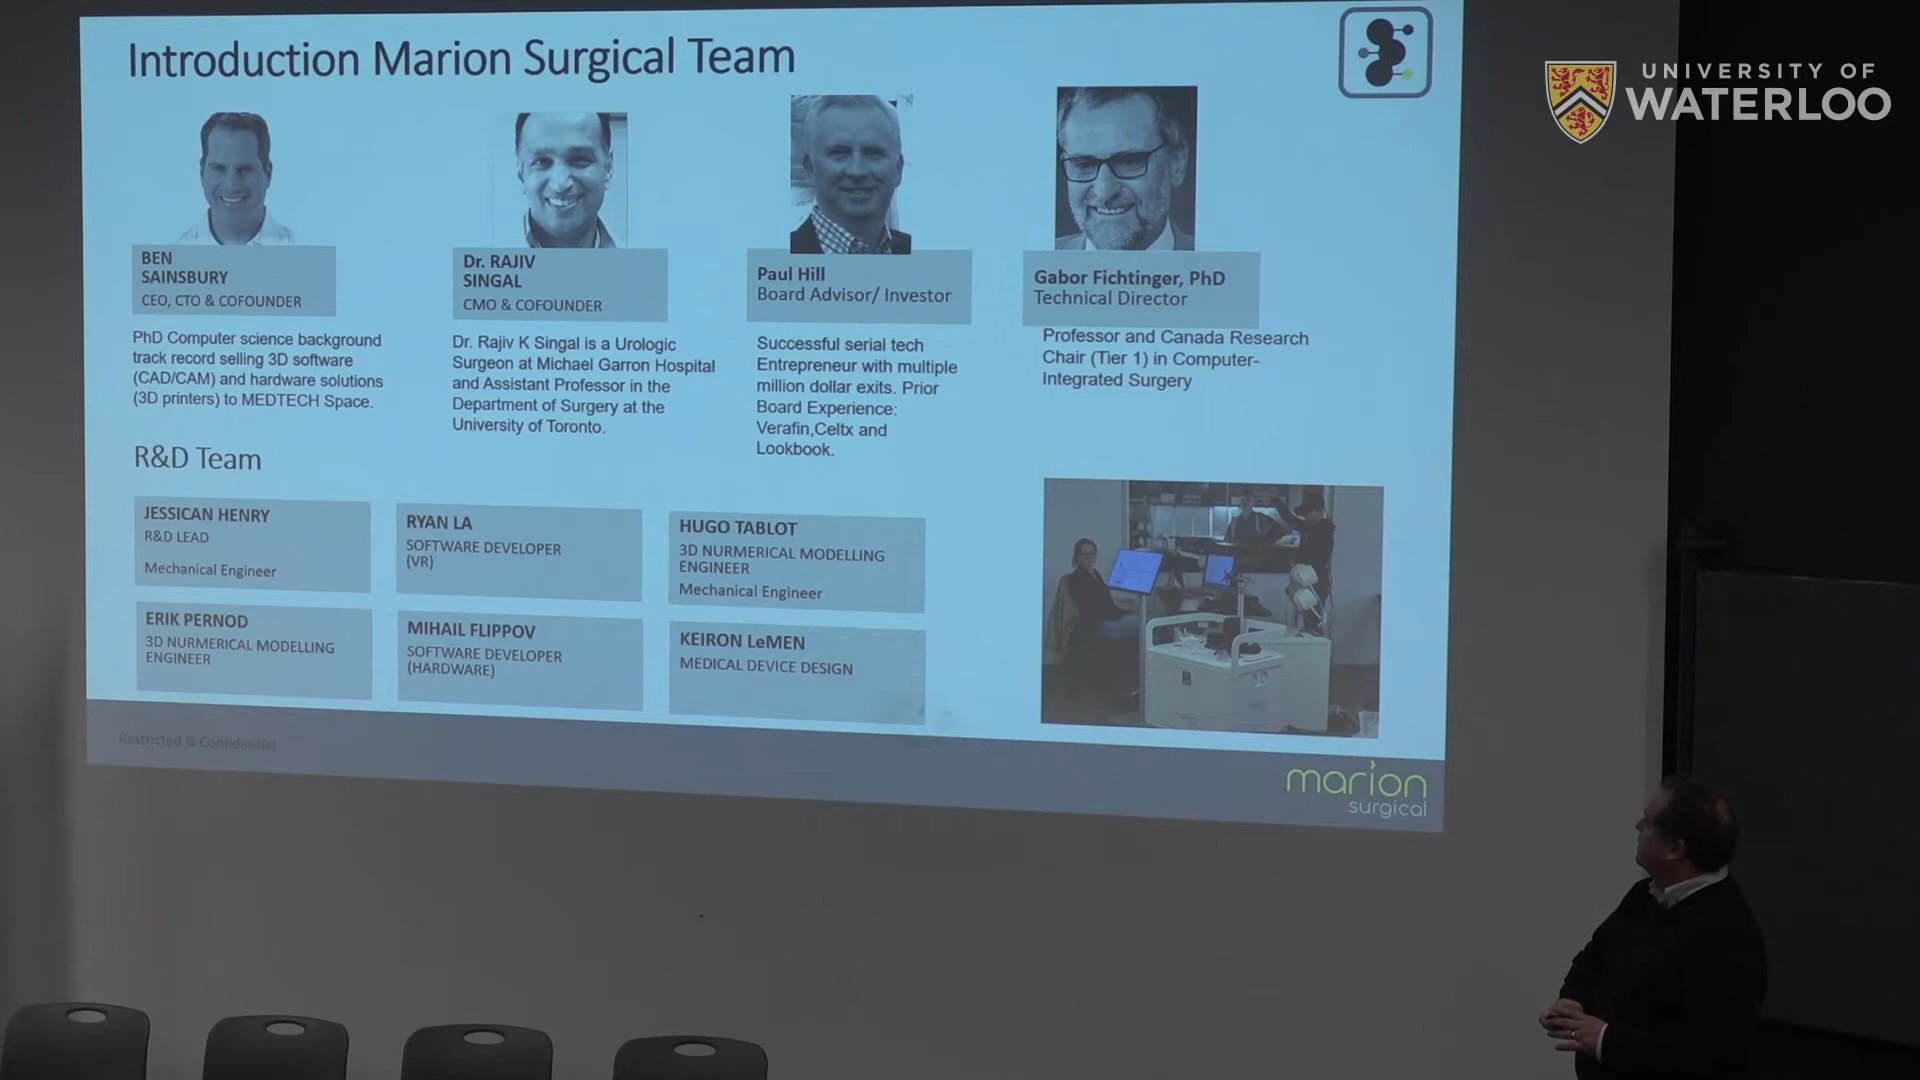 Introduction Marion Surgical Team
UNIVERSITY OF
WATERLOO
BEN
SAINSBURY
CEO, CTO & COFOUNDER
PhD Computer science background
track record selling 3D software
(CAD/CAM) and hardware solutions
(3D printers) to MEDTECH Space.
Dr. RAJIV
SINGAL
CMO & COFOUNDER
Dr. Rajiv K Singal is a Urologic
Surgeon at Michael Garron Hospital
and Assistant Professor in the
Department of Surgery at the
University of Toronto.
Paul Hill
Board Advisor/ Investor
Successful serial tech
Entrepreneur with multiple
million dollar exits. Prior
Board Experience:
Verafin,Celtx and
Lookbook.
Gabor Fichtinger, PhD
Technical Director
Professor and Canada Research
Chair (Tier 1) in Computer-
Integrated Surgery
R&D Team
JESSICAN HENRY
R&D LEAD
Mechanical Engineer
RYAN LA
SOFTWARE DEVELOPER
(VR)
HUGO TABLOT
3D NURMERICAL MODELLING
ENGINEER
Mechanical Engineer
ERIK PERNOD
3D NURMERICAL MODELLING
ENGINEER
MIHAIL FLIPPOV
SOFTWARE DEVELOPER
(HARDWARE)
KEIRON LeMEN
MEDICAL DEVICE DESIGN
Restricted & Confidential
marion
surgical